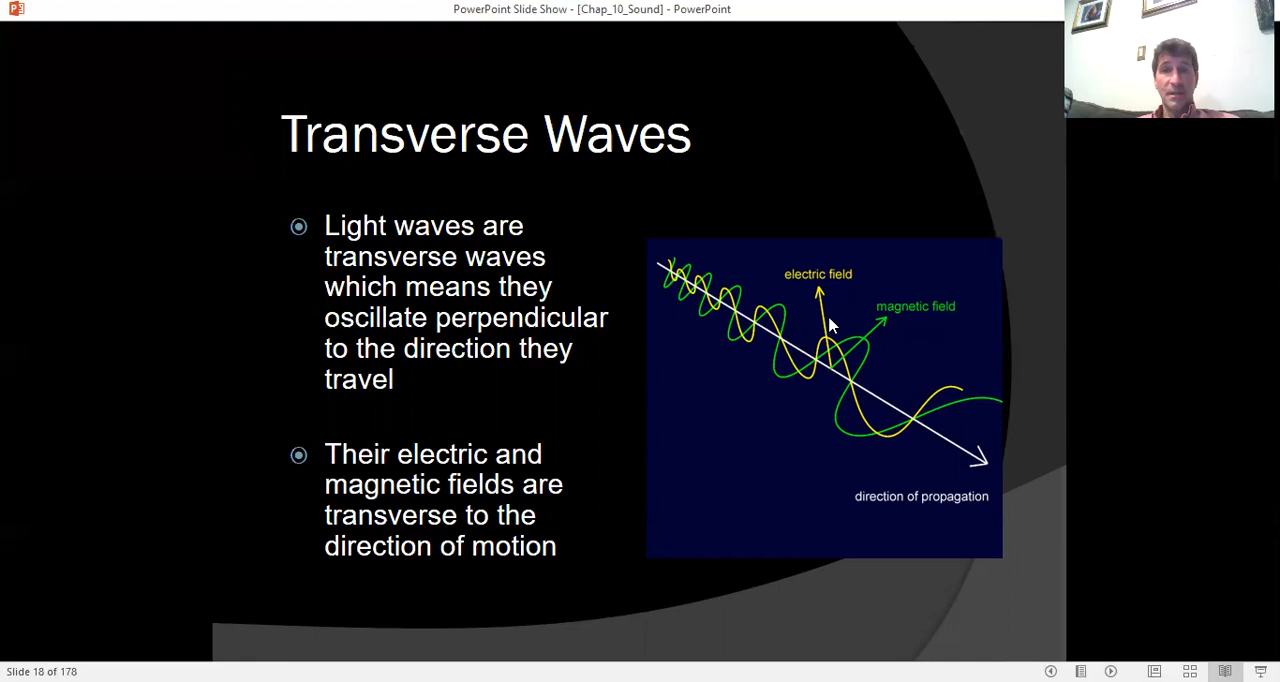 PowerPoint Slide Show - [Chap_10_Sound] - PowerPoint
Transverse Waves
Light waves are
transverse waves
which means they
oscillate perpendicular
to the direction they
travel
Their electric and
magnetic fields are
transverse to the
direction of motion
electric field
magnetic field
direction of propagation
Slide 18 of 178